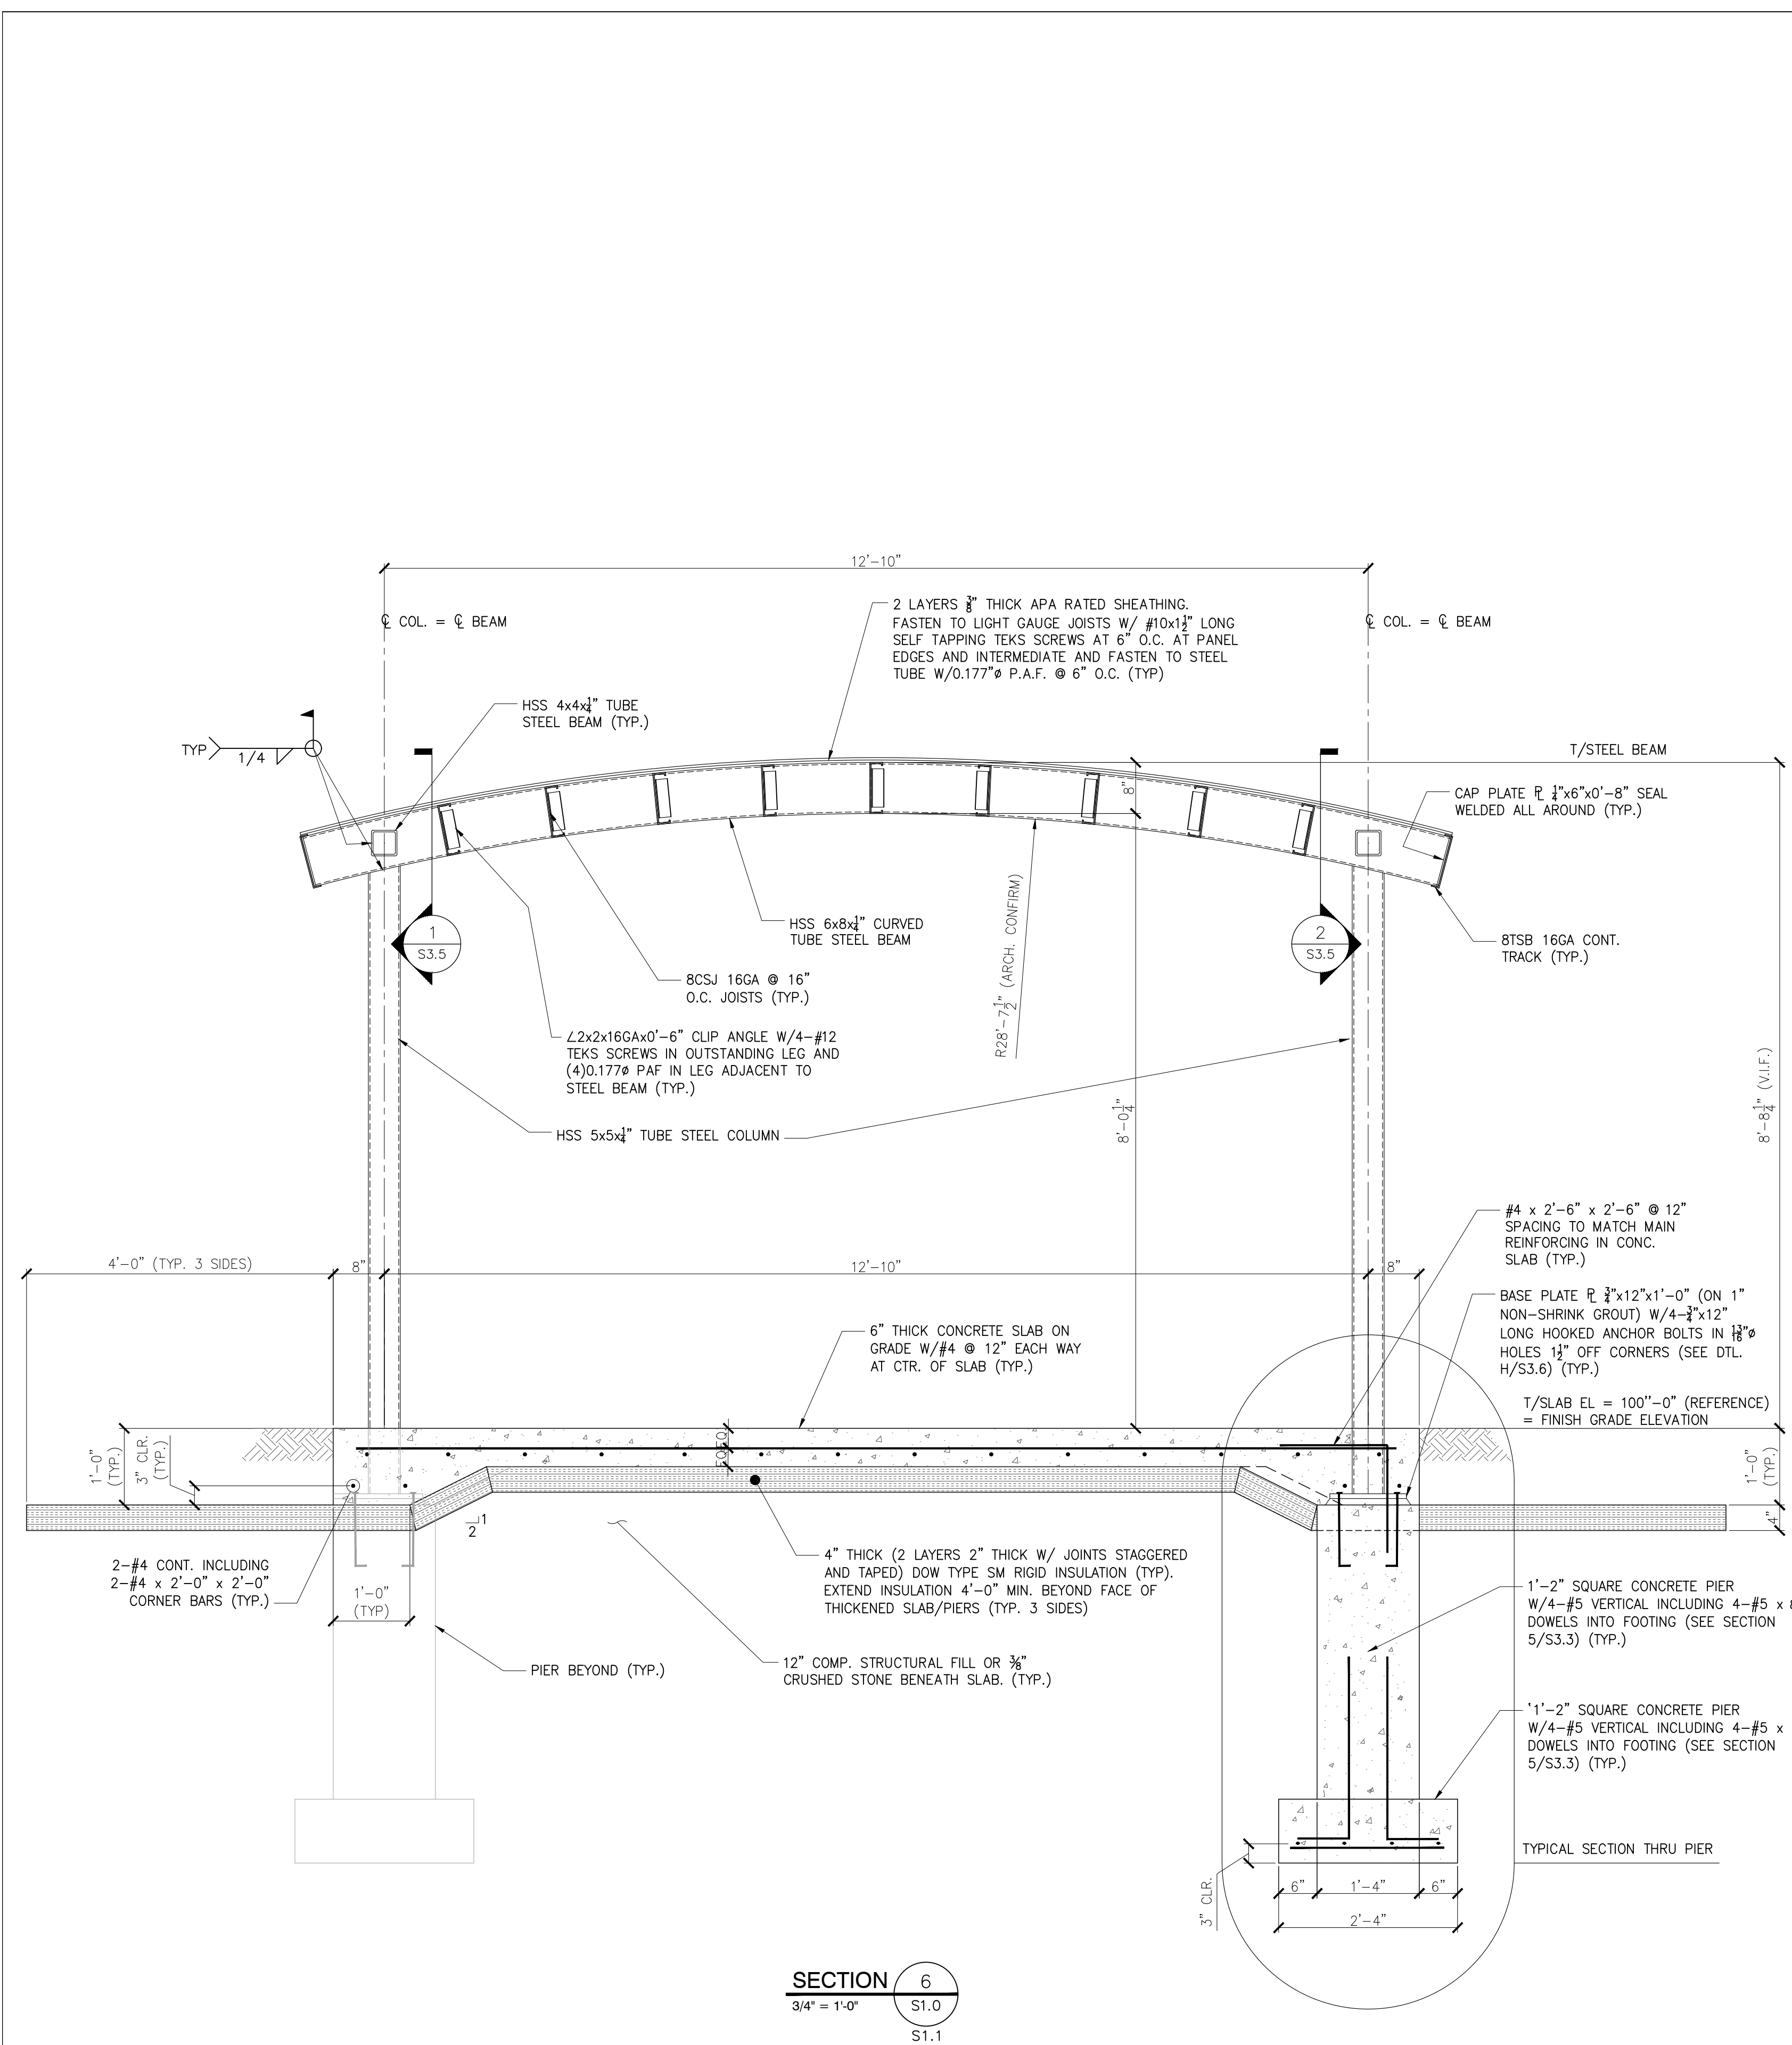 12'-10"
℄ COL. = ℄ BEAM
℄ COL. = ℄ BEAM
2 LAYERS 3/8" THICK APA RATED SHEATHING.
FASTEN TO LIGHT GAUGE JOISTS W/ #10x1 1/2" LONG
SELF TAPPING TEKS SCREWS AT 6" O.C. AT PANEL
EDGES AND INTERMEDIATE AND FASTEN TO STEEL
TUBE W/0.177"ø P.A.F. @ 6" O.C. (TYP)
HSS 4x4x1/4" TUBE
STEEL BEAM (TYP.)
TYP
1/4
T/STEEL BEAM
8"
CAP PLATE ℄ 1/4"x6"x0'-8" SEAL
WELDED ALL AROUND (TYP.)
1
S3.5
2
S3.5
HSS 6x8x1/4" CURVED
TUBE STEEL BEAM
R28'-7 1/2" (ARCH. CONFIRM)
8TSB 16GA CONT.
TRACK (TYP.)
8CSJ 16GA @ 16"
O.C. JOISTS (TYP.)
∠2x2x16GAx0'-6" CLIP ANGLE W/4-#12
TEKS SCREWS IN OUTSTANDING LEG AND
(4)0.177ø PAF IN LEG ADJACENT TO
STEEL BEAM (TYP.)
8'-0 1/4"
8'-8 1/4" (V.I.F.)
HSS 5x5x1/4" TUBE STEEL COLUMN
#4 x 2'-6" x 2'-6" @ 12"
SPACING TO MATCH MAIN
REINFORCING IN CONC.
SLAB (TYP.)
4'-0" (TYP. 3 SIDES)
8"
12'-10"
8"
BASE PLATE PL 3/4"x12"x1'-0" (ON 1"
NON-SHRINK GROUT) W/4-3/4"x12"
LONG HOOKED ANCHOR BOLTS IN 13/16"ø
HOLES 1 1/2" OFF CORNERS (SEE DTL.
H/S3.6) (TYP.)
6" THICK CONCRETE SLAB ON
GRADE W/#4 @ 12" EACH WAY
AT CTR. OF SLAB (TYP.)
T/SLAB EL = 100''-0" (REFERENCE)
= FINISH GRADE ELEVATION
1'-0"
(TYP.)
3" CLR.
(TYP.)
EQ
EQ
1'-0"
(TYP.)
4"
1
2
2-#4 CONT. INCLUDING
2-#4 x 2'-0" x 2'-0"
CORNER BARS (TYP.)
1'-0"
(TYP)
4" THICK (2 LAYERS 2" THICK W/ JOINTS STAGGERED
AND TAPED) DOW TYPE SM RIGID INSULATION (TYP).
EXTEND INSULATION 4'-0" MIN. BEYOND FACE OF
THICKENED SLAB/PIERS (TYP. 3 SIDES)
1'-2" SQUARE CONCRETE PIER
W/4-#5 VERTICAL INCLUDING 4-#5 x
DOWELS INTO FOOTING (SEE SECTION
5/S3.3) (TYP.)
PIER BEYOND (TYP.)
12" COMP. STRUCTURAL FILL OR 3/8"
CRUSHED STONE BENEATH SLAB. (TYP.)
'1'-2" SQUARE CONCRETE PIER
W/4-#5 VERTICAL INCLUDING 4-#5 x
DOWELS INTO FOOTING (SEE SECTION
5/S3.3) (TYP.)
TYPICAL SECTION THRU PIER
3" CLR.
6"
1'-4"
6"
2'-4"
SECTION
3/4" = 1'-0"
6
S1.0
S1.1